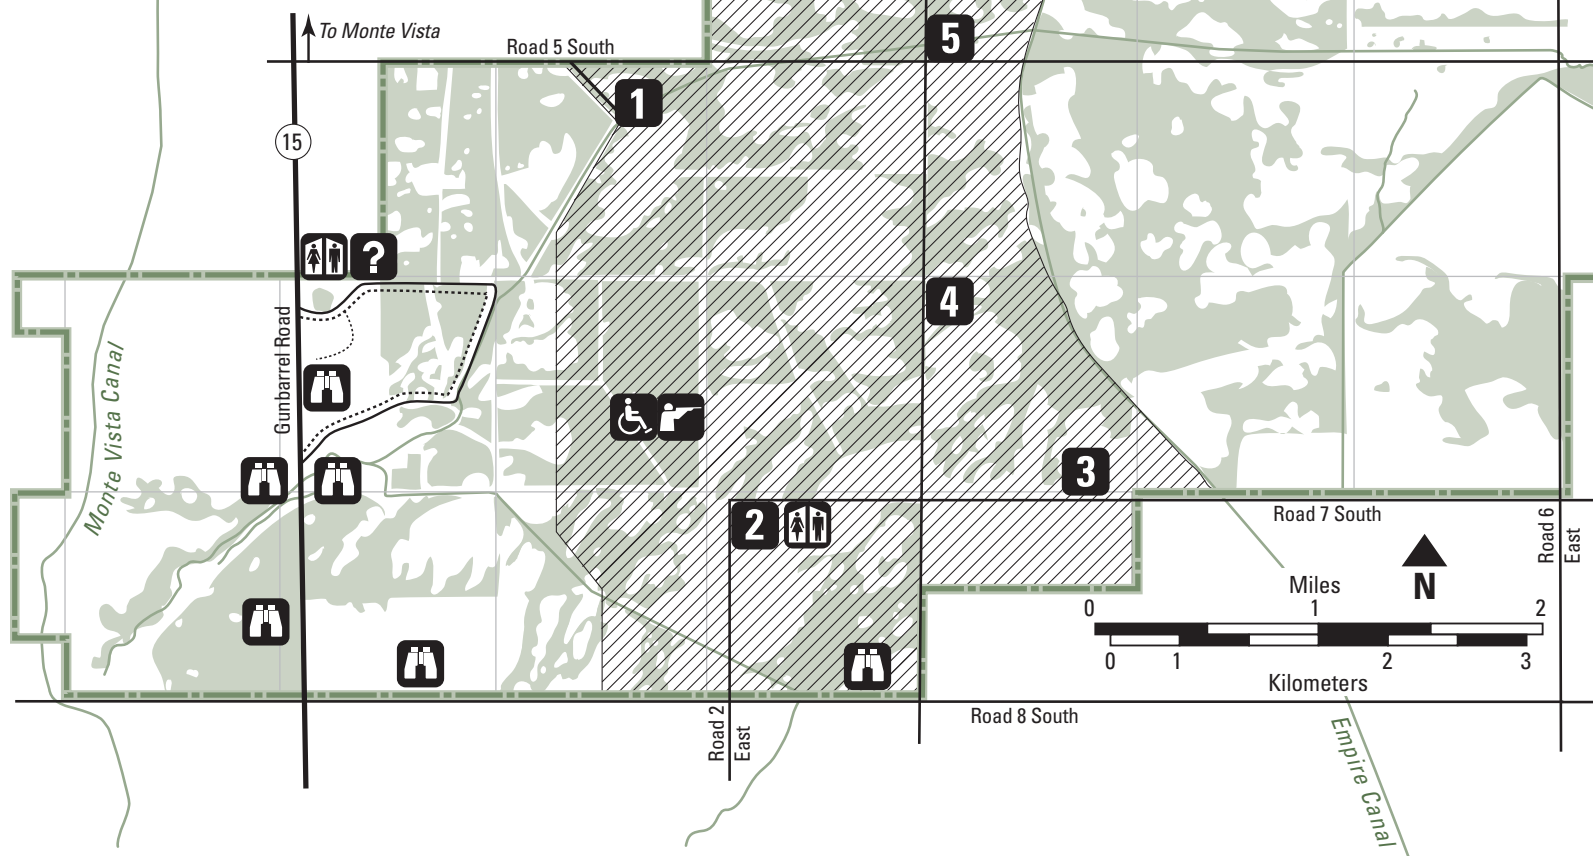 To Monte Vista
Road 5 South
5
1
15
?
4
Gunbarrel Road
Monte Vista Canal
3
2
Road 7 South
Road 6
East
N
Miles
0 1 2
0 1 2 3
Kilometers
Road 2
East
Road 8 South
Empire Canal